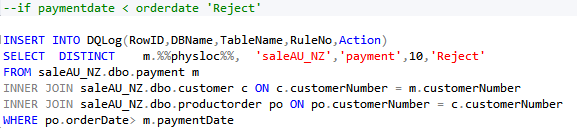 --if paymentdate < orderdate 'Reject'
INSERT INTO DQLog(RowID,DBName,TableName,RuleNo,Action)
SELECT DISTINCT m.%%physloc%%, 'saleAU_NZ','payment',10,'Reject'
FROM saleAU_NZ.dbo.payment m
INNER JOIN saleAU_NZ.dbo.customer c ON c.customerNumber = m.customerNumber
INNER JOIN saleAU_NZ.dbo.productorder po ON po.customerNumber = c.customerNumber
WHERE po.orderDate> m.paymentDate